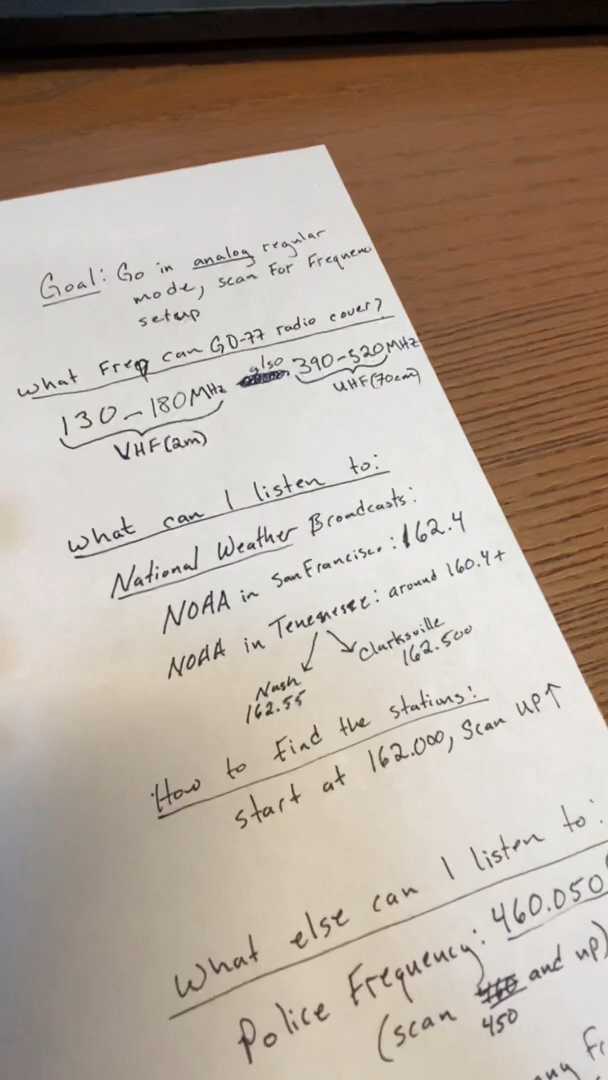 Goal: Go in analog regular
mode, scan for Frequenc
setup
What Freq can GD-77 radio cover?
130-180MHz also 390-520MHz
VHF(2m) UHF(70cm)
What can I listen to:
National Weather Broadcasts:
NOAA in San Francisco: 162.4
NOAA in Tenenessee: around 160.4+
Nash Clarksville
162.55 162.500
How to find the stations:
start at 162.000, scan up↑
What else can I listen to:
Police Frequency: 460.050
(scan 450 and up)
any Fr